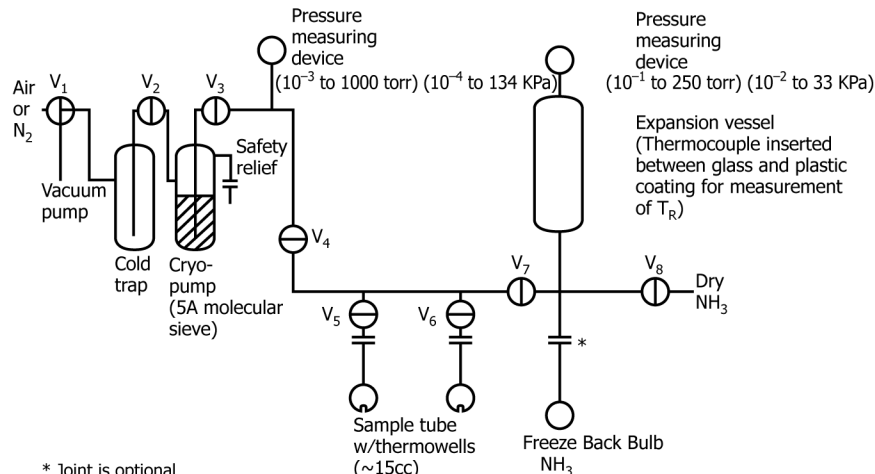 Pressure
measuring
device
(10⁻³ to 1000 torr) (10⁻⁴ to 134 KPa)
Pressure
measuring
device
(10⁻¹ to 250 torr) (10⁻² to 33 KPa)
Expansion vessel
(Thermocouple inserted
between glass and plastic
coating for measurement
of T_R)
Air
or
N₂
V₁
V₂
V₃
Safety
relief
Vacuum
pump
Cold
trap
Cryo-
pump
(5A molecular
sieve)
V₄
V₅
V₆
V₇
V₈
Dry
NH₃
*
Sample tube
w/thermowells
(~15cc)
Freeze Back Bulb
NH₃
* Joint is optional